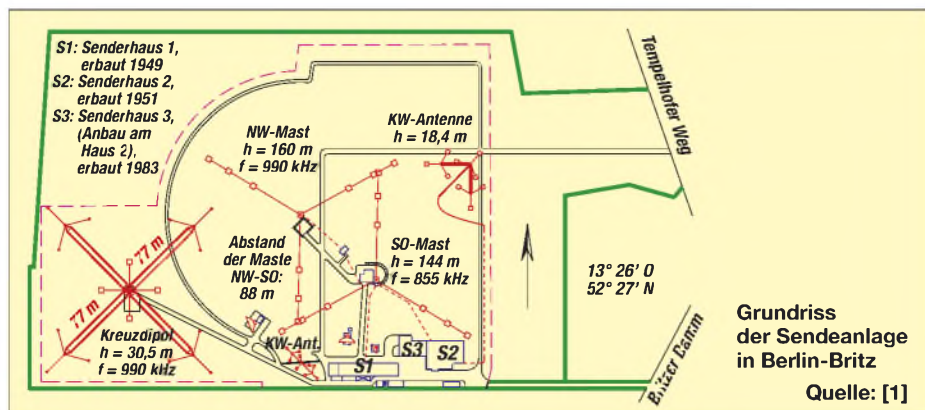 S1: Senderhaus 1,
erbaut 1949
S2: Senderhaus 2,
erbaut 1951
S3: Senderhaus 3,
(Anbau am
Haus 2),
erbaut 1983
NW-Mast
h = 160 m
f = 990 kHz
KW-Antenne
h = 18,4 m
Tempelhofer Weg
77 m
77 m
Abstand
der Maste
NW-SO:
88 m
SO-Mast
h = 144 m
f = 855 kHz
13° 26' O
52° 27' N
Kreuzdipol
h = 30,5 m
f = 990 kHz
KW-Ant.
S1
S3
S2
Britzer Damm
Grundriss
der Sendeanlage
in Berlin-Britz
Quelle: [1]